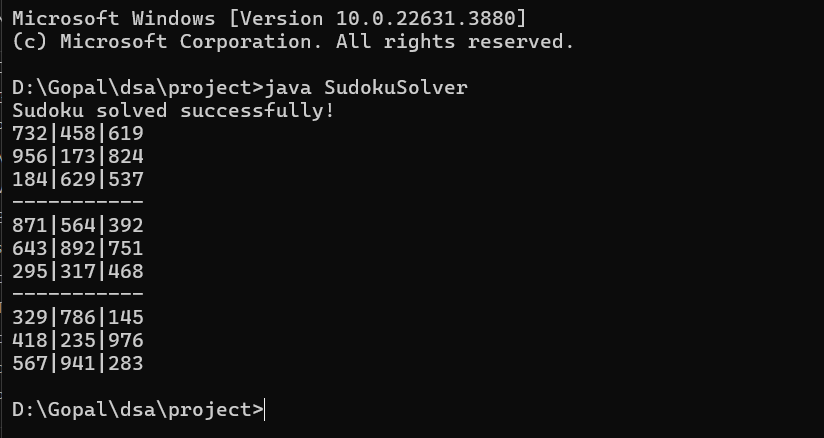 Microsoft Windows [Version 10.0.22631.3880]
(c) Microsoft Corporation. All rights reserved.
D:\Gopal\dsa\project>java SudokuSolver
Sudoku solved successfully!
732|458|619
956|173|824
184|629|537
-----------
871|564|392
643|892|751
295|317|468
-----------
329|786|145
418|235|976
567|941|283
D:\Gopal\dsa\project>